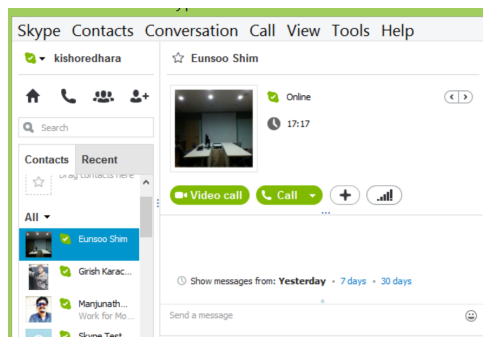 Skype Contacts Conversation Call View Tools Help
kishoredhara
Eunsoo Shim
Online
17:17
Search
Contacts Recent
Drag contacts here
Video call
Call
All
Eunsoo Shim
Girish Karac...
Manjunath...
Work for Mo...
Skype Test
Show messages from: Yesterday • 7 days • 30 days
Send a message